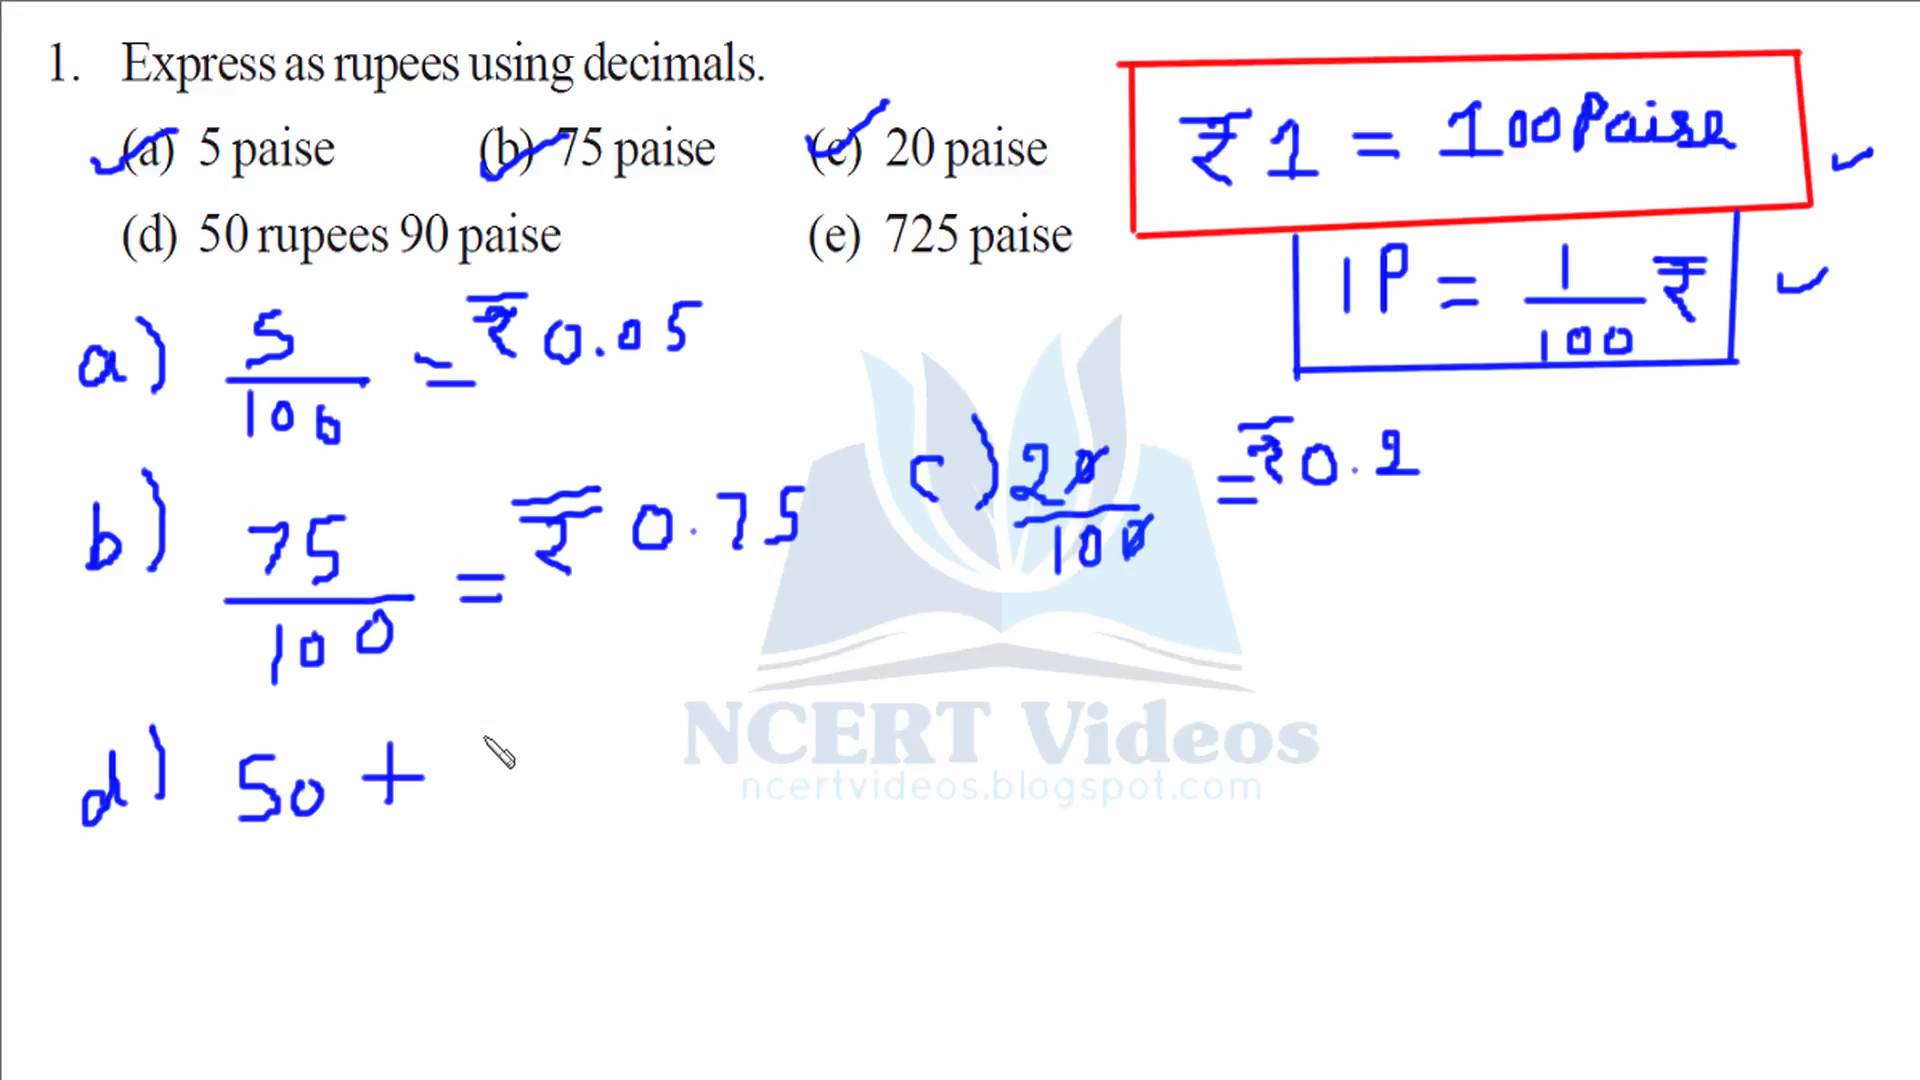 1. Express as rupees using decimals.
(a) 5 paise (b) 75 paise (c) 20 paise
(d) 50 rupees 90 paise (e) 725 paise
₹ 1 = 100 Paise
1P = 1/100 ₹
a) 5/100 = ₹ 0.05
b) 75/100 = ₹ 0.75
c) 20/100 = ₹ 0.2
d) 50 +
NCERT Videos
ncertvideos.blogspot.com